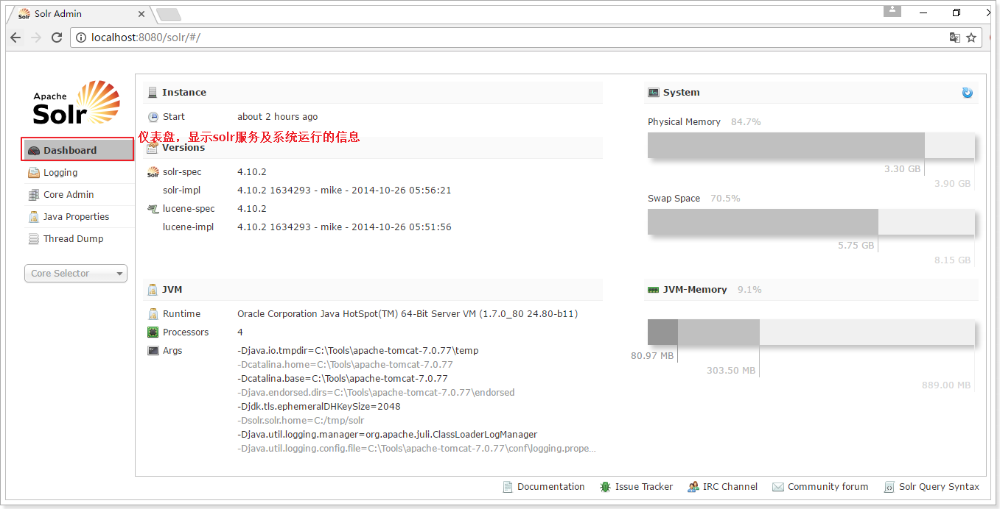 Solr Admin
localhost:8080/solr/#/
Apache
Solr
Dashboard
Logging
Core Admin
Java Properties
Thread Dump
Core Selector
仪表盘，显示solr服务及系统运行的信息
Instance
Start about 2 hours ago
Versions
solr-spec 4.10.2
solr-impl 4.10.2 1634293 - mike - 2014-10-26 05:56:21
lucene-spec 4.10.2
lucene-impl 4.10.2 1634293 - mike - 2014-10-26 05:51:56
JVM
Runtime Oracle Corporation Java HotSpot(TM) 64-Bit Server VM (1.7.0_80 24.80-b11)
Processors 4
Args -Djava.io.tmpdir=C:\Tools\apache-tomcat-7.0.77\temp
-Dcatalina.home=C:\Tools\apache-tomcat-7.0.77
-Dcatalina.base=C:\Tools\apache-tomcat-7.0.77
-Djava.endorsed.dirs=C:\Tools\apache-tomcat-7.0.77\endorsed
-Djdk.tls.ephemeralDHKeySize=2048
-Dsolr.solr.home=C:/tmp/solr
-Djava.util.logging.manager=org.apache.juli.ClassLoaderLogManager
-Djava.util.logging.config.file=C:\Tools\apache-tomcat-7.0.77\conf\logging.prope...
System
Physical Memory 84.7%
3.30 GB
3.90 GB
Swap Space 70.5%
5.75 GB
8.15 GB
JVM-Memory 9.1%
80.97 MB
303.50 MB
889.00 MB
Documentation Issue Tracker IRC Channel Community forum Solr Query Syntax